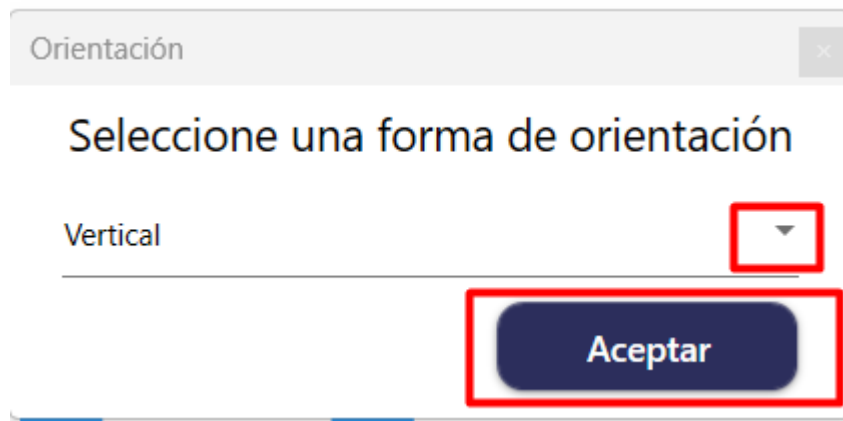 Orientación
Seleccione una forma de orientación
Vertical
Aceptar